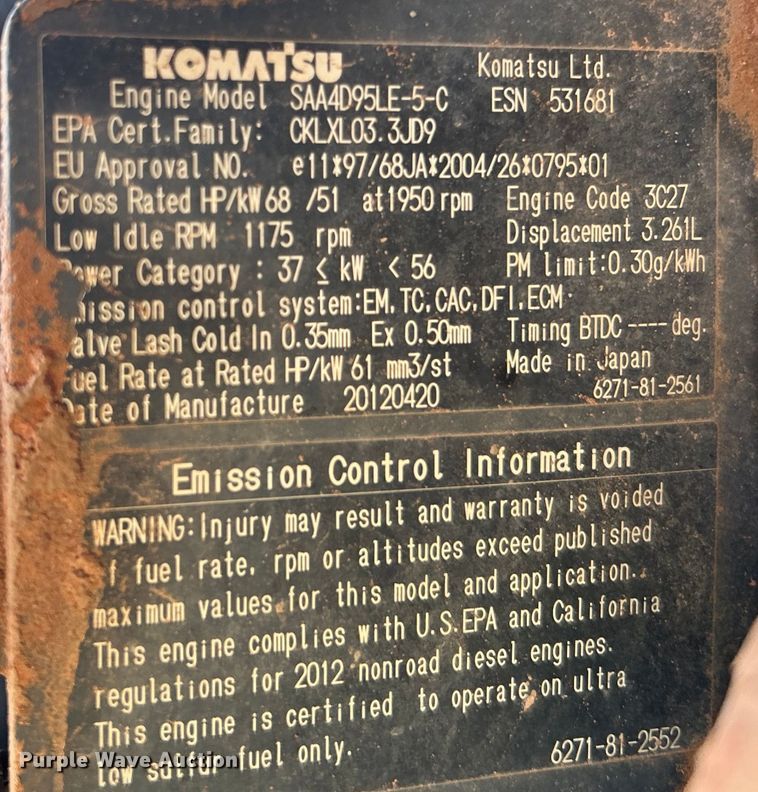 KOMATSU Komatsu Ltd.
Engine Model SAA4D95LE-5-C ESN 531681
EPA Cert.Family: CKLXL03.3JD9
EU Approval NO. e11*97/68JA*2004/26*0795*01
Gross Rated HP/kW 68 /51 at 1950 rpm Engine Code 3C27
Low Idle RPM 1175 rpm Displacement 3.261L
Power Category : 37 ≤ kW < 56 PM limit:0.30g/kWh
mission control system:EM,TC,CAC,DFI,ECM
alve Lash Cold In 0.35mm Ex 0.50mm Timing BTDC ---- deg.
uel Rate at Rated HP/kW 61 mm3/st Made in Japan
Date of Manufacture 20120420 6271-81-2561
Emission Control Information
WARNING: Injury may result and warranty is voided
f fuel rate, rpm or altitudes exceed published
maximum values for this model and application.
This engine complies with U.S.EPA and California
regulations for 2012 nonroad diesel engines.
This engine is certified to operate on ultra
low sulfur fuel only. 6271-81-2552
Purple Wave Auction